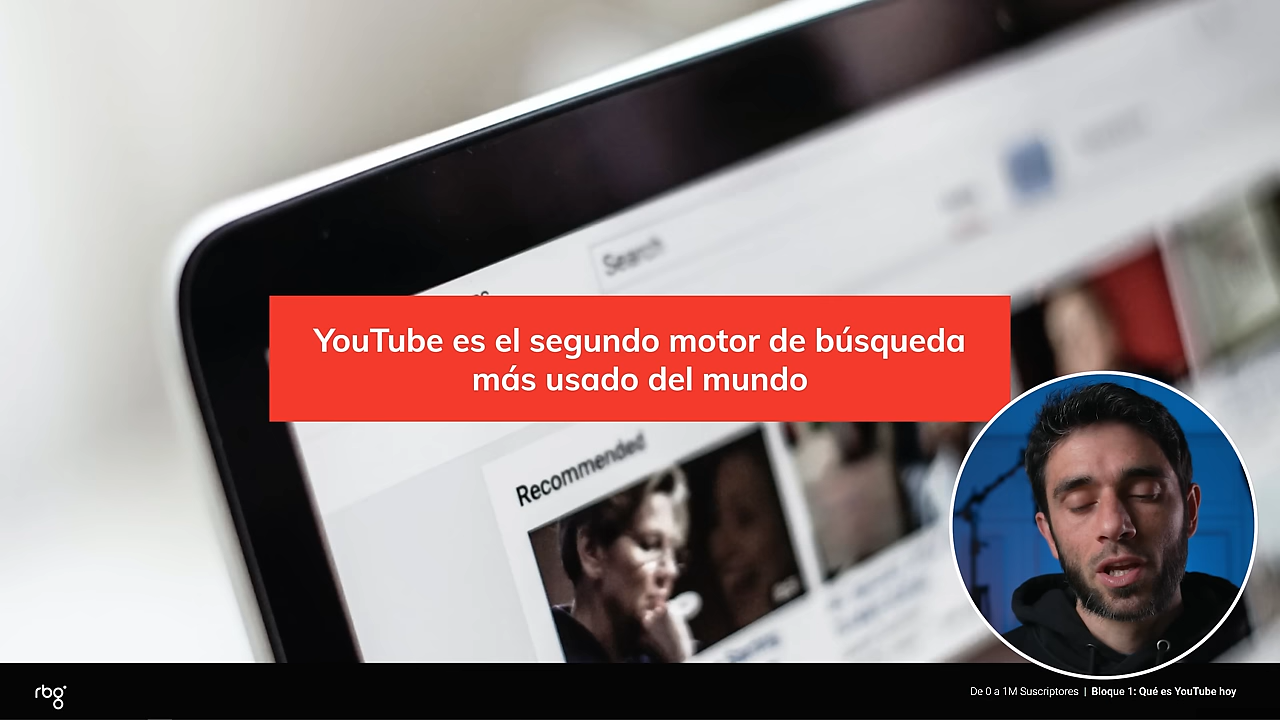 Search
YouTube es el segundo motor de búsqueda
más usado del mundo
Recommended
rbg
De 0 a 1M Suscriptores | Bloque 1: Qué es YouTube hoy